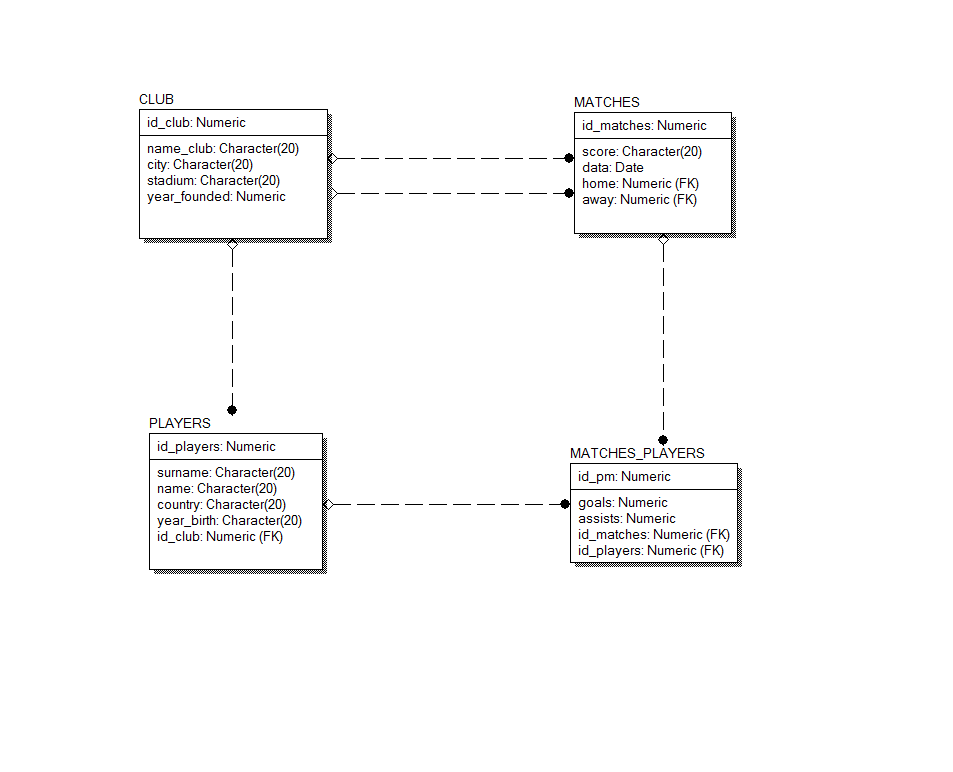 CLUB
id_club: Numeric
name_club: Character(20)
city: Character(20)
stadium: Character(20)
year_founded: Numeric
MATCHES
id_matches: Numeric
score: Character(20)
data: Date
home: Numeric (FK)
away: Numeric (FK)
PLAYERS
id_players: Numeric
surname: Character(20)
name: Character(20)
country: Character(20)
year_birth: Character(20)
id_club: Numeric (FK)
MATCHES_PLAYERS
id_pm: Numeric
goals: Numeric
assists: Numeric
id_matches: Numeric (FK)
id_players: Numeric (FK)